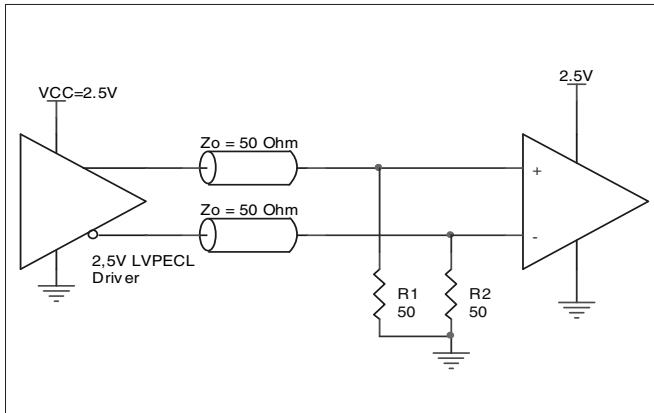 VCC=2.5V
2.5V
Zo = 50 Ohm
+
Zo = 50 Ohm
-
2,5V LVPECL
Driver
R1
50
R2
50